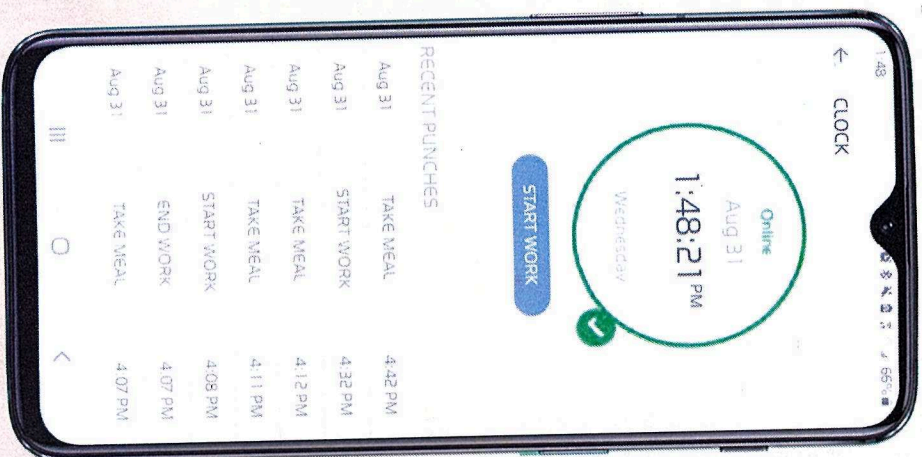 1:48
66%
← CLOCK
Online
Aug 31
1:48:21 PM
Wednesday
START WORK
RECENT PUNCHES
Aug 31 TAKE MEAL 4:42 PM
Aug 31 START WORK 4:32 PM
Aug 31 TAKE MEAL 4:12 PM
Aug 31 TAKE MEAL 4:11 PM
Aug 31 START WORK 4:08 PM
Aug 31 END WORK 4:07 PM
Aug 31 TAKE MEAL 4:07 PM